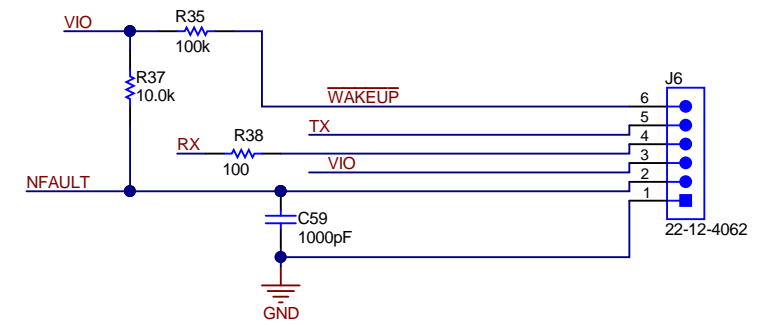 VIO
R35
100k
R37
10.0k
J6
WAKEUP
6
TX
5
RX
R38
100
4
VIO
3
NFAULT
2
1
C59
1000pF
22-12-4062
GND